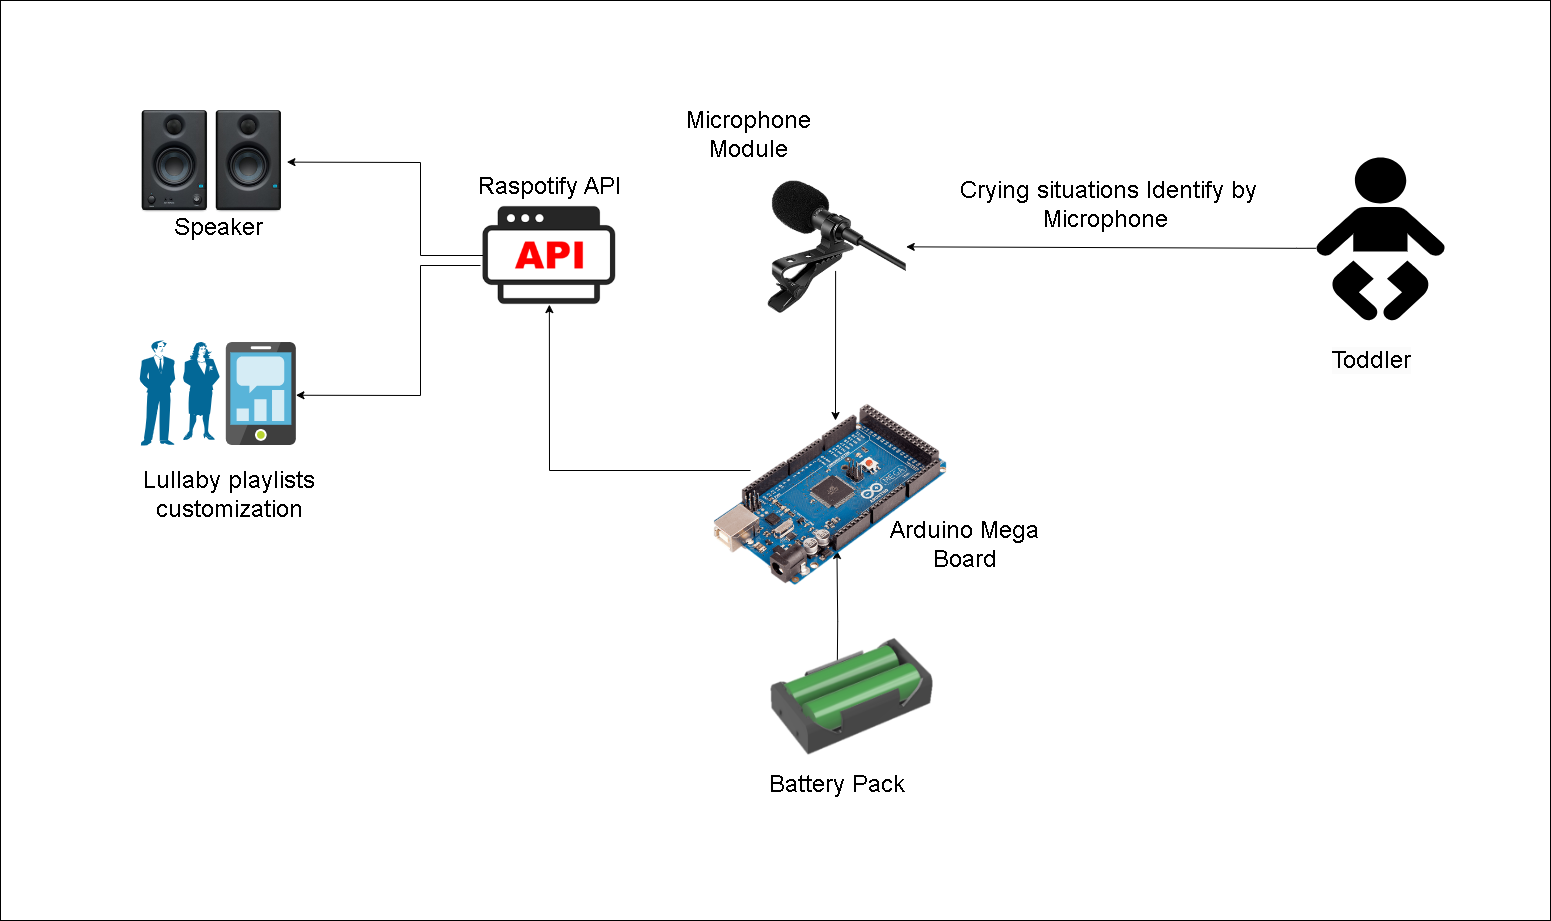 Microphone
Module
Raspotify API
API
Speaker
Crying situations Identify by
Microphone
Toddler
Lullaby playlists
customization
MEGA
Arduino Mega
Board
Battery Pack